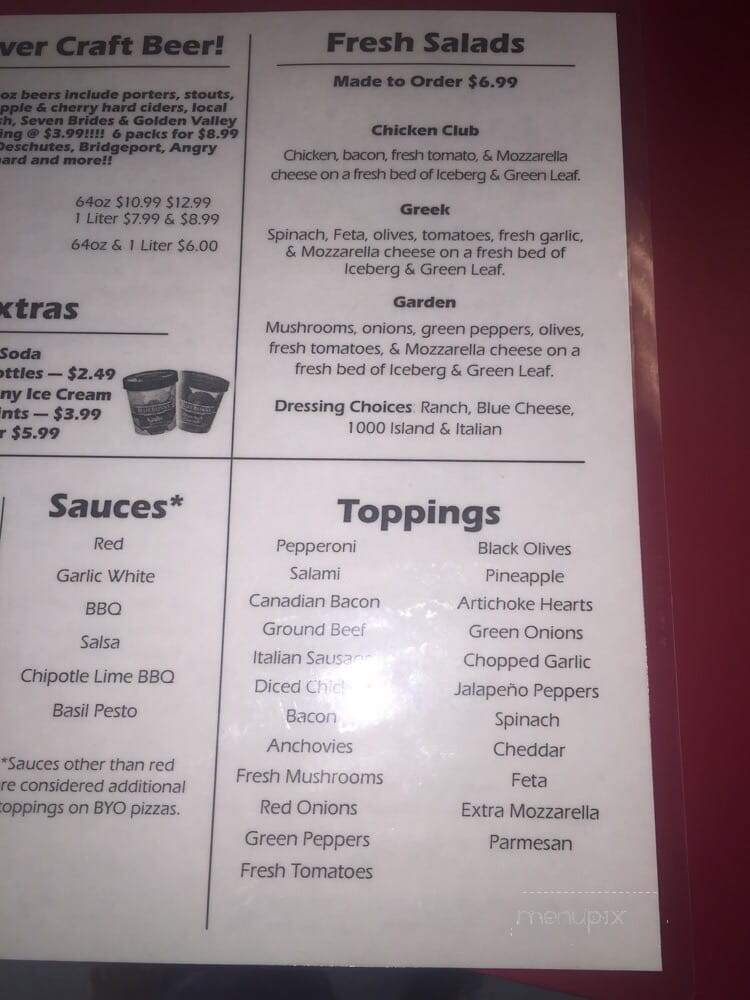 ver Craft Beer!
oz beers include porters, stouts,
pple & cherry hard ciders, local
sh, Seven Brides & Golden Valley
ing @ $3.99!!!! 6 packs for $8.99
Deschutes, Bridgeport, Angry
ard and more!!
64oz $10.99 $12.99
1 Liter $7.99 & $8.99
64oz & 1 Liter $6.00
xtras
Soda
ottles — $2.49
ny Ice Cream
ints — $3.99
r $5.99
Fresh Salads
Made to Order $6.99
Chicken Club
Chicken, bacon, fresh tomato, & Mozzarella
cheese on a fresh bed of Iceberg & Green Leaf.
Greek
Spinach, Feta, olives, tomatoes, fresh garlic,
& Mozzarella cheese on a fresh bed of
Iceberg & Green Leaf.
Garden
Mushrooms, onions, green peppers, olives,
fresh tomatoes, & Mozzarella cheese on a
fresh bed of Iceberg & Green Leaf.
Dressing Choices: Ranch, Blue Cheese,
1000 Island & Italian
Sauces*
Red
Garlic White
BBQ
Salsa
Chipotle Lime BBQ
Basil Pesto
*Sauces other than red
re considered additional
toppings on BYO pizzas.
Toppings
Pepperoni
Salami
Canadian Bacon
Ground Beef
Italian Sausage
Diced
Bacon
Anchovies
Fresh Mushrooms
Red Onions
Green Peppers
Fresh Tomatoes
Black Olives
Pineapple
Artichoke Hearts
Green Onions
Chopped Garlic
Jalapeño Peppers
Spinach
Cheddar
Feta
Extra Mozzarella
Parmesan
menupix